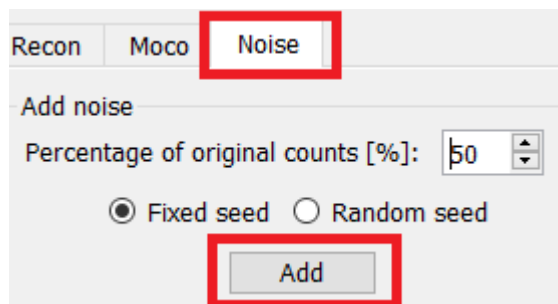 Recon Moco Noise
Add noise
Percentage of original counts [%]: 50
Fixed seed Random seed
Add